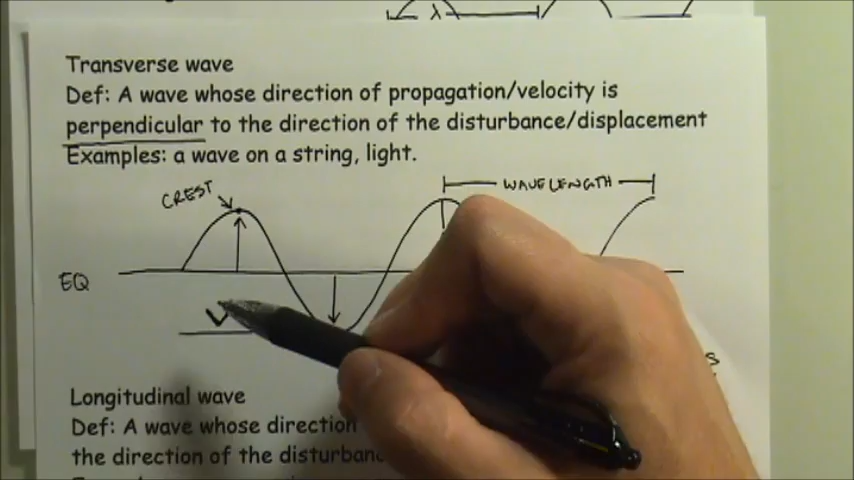 λ
Transverse wave
Def: A wave whose direction of propagation/velocity is
perpendicular to the direction of the disturbance/displacement
Examples: a wave on a string, light.
CREST
WAVELENGTH
EQ
V
S
Longitudinal wave
Def: A wave whose direction
the direction of the